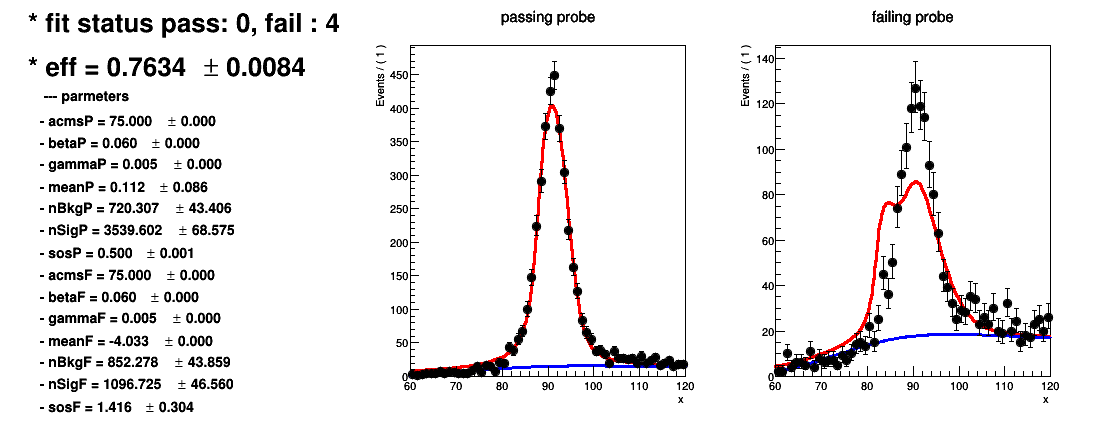 * fit status pass: 0, fail : 4
* eff = 0.7634 ± 0.0084
--- parmeters
- acmsP = 75.000 ± 0.000
- betaP = 0.060 ± 0.000
- gammaP = 0.005 ± 0.000
- meanP = 0.112 ± 0.086
- nBkgP = 720.307 ± 43.406
- nSigP = 3539.602 ± 68.575
- sosP = 0.500 ± 0.001
- acmsF = 75.000 ± 0.000
- betaF = 0.060 ± 0.000
- gammaF = 0.005 ± 0.000
- meanF = -4.033 ± 0.000
- nBkgF = 852.278 ± 43.859
- nSigF = 1096.725 ± 46.560
- sosF = 1.416 ± 0.304
passing probe
Events / ( 1 )
450
400
350
300
250
200
150
100
50
0
60 70 80 90 100 110 120
x
failing probe
Events / ( 1 )
140
120
100
80
60
40
20
0
60 70 80 90 100 110 120
x